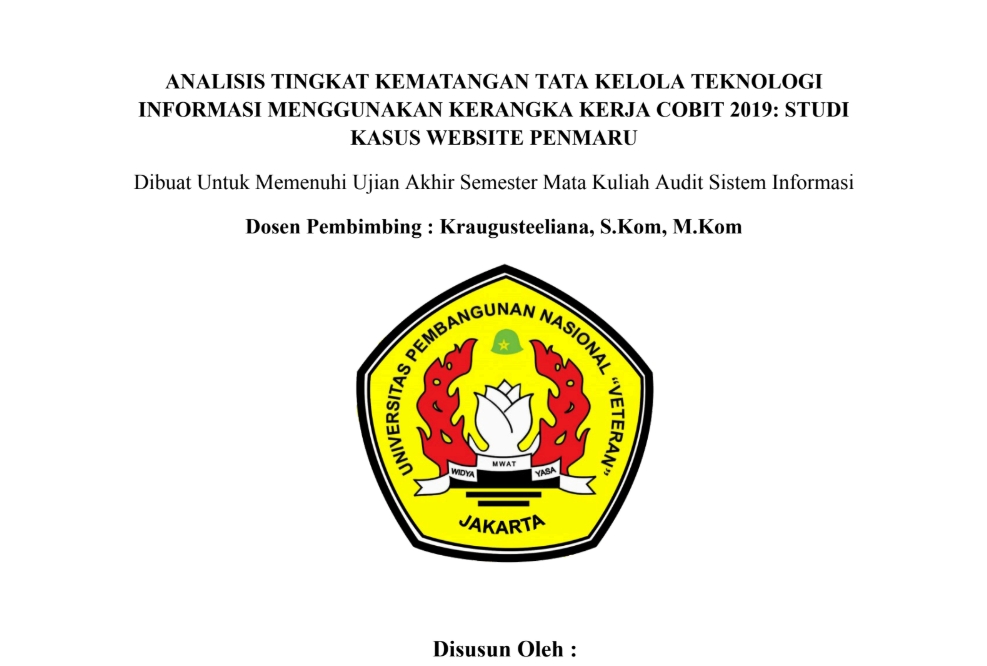 ANALISIS TINGKAT KEMATANGAN TATA KELOLA TEKNOLOGI
INFORMASI MENGGUNAKAN KERANGKA KERJA COBIT 2019: STUDI
KASUS WEBSITE PENMARU
Dibuat Untuk Memenuhi Ujian Akhir Semester Mata Kuliah Audit Sistem Informasi
Dosen Pembimbing : Kraugusteeliana, S.Kom, M.Kom
UNIVERSITAS PEMBANGUNAN NASIONAL “VETERAN”
WIDYA MWAT YASA
JAKARTA
Disusun Oleh :